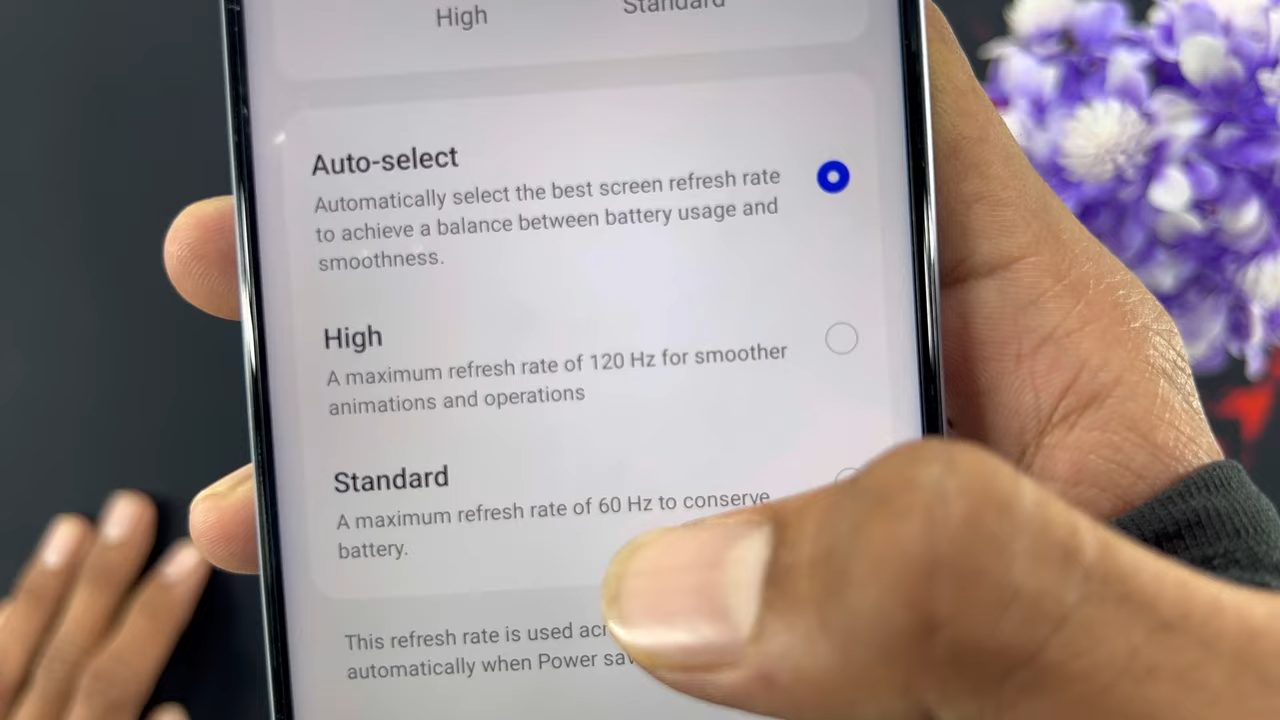 High Standard
Auto-select
Automatically select the best screen refresh rate
to achieve a balance between battery usage and
smoothness.
High
A maximum refresh rate of 120 Hz for smoother
animations and operations
Standard
A maximum refresh rate of 60 Hz to conserve
battery.
This refresh rate is used
automatically when Power